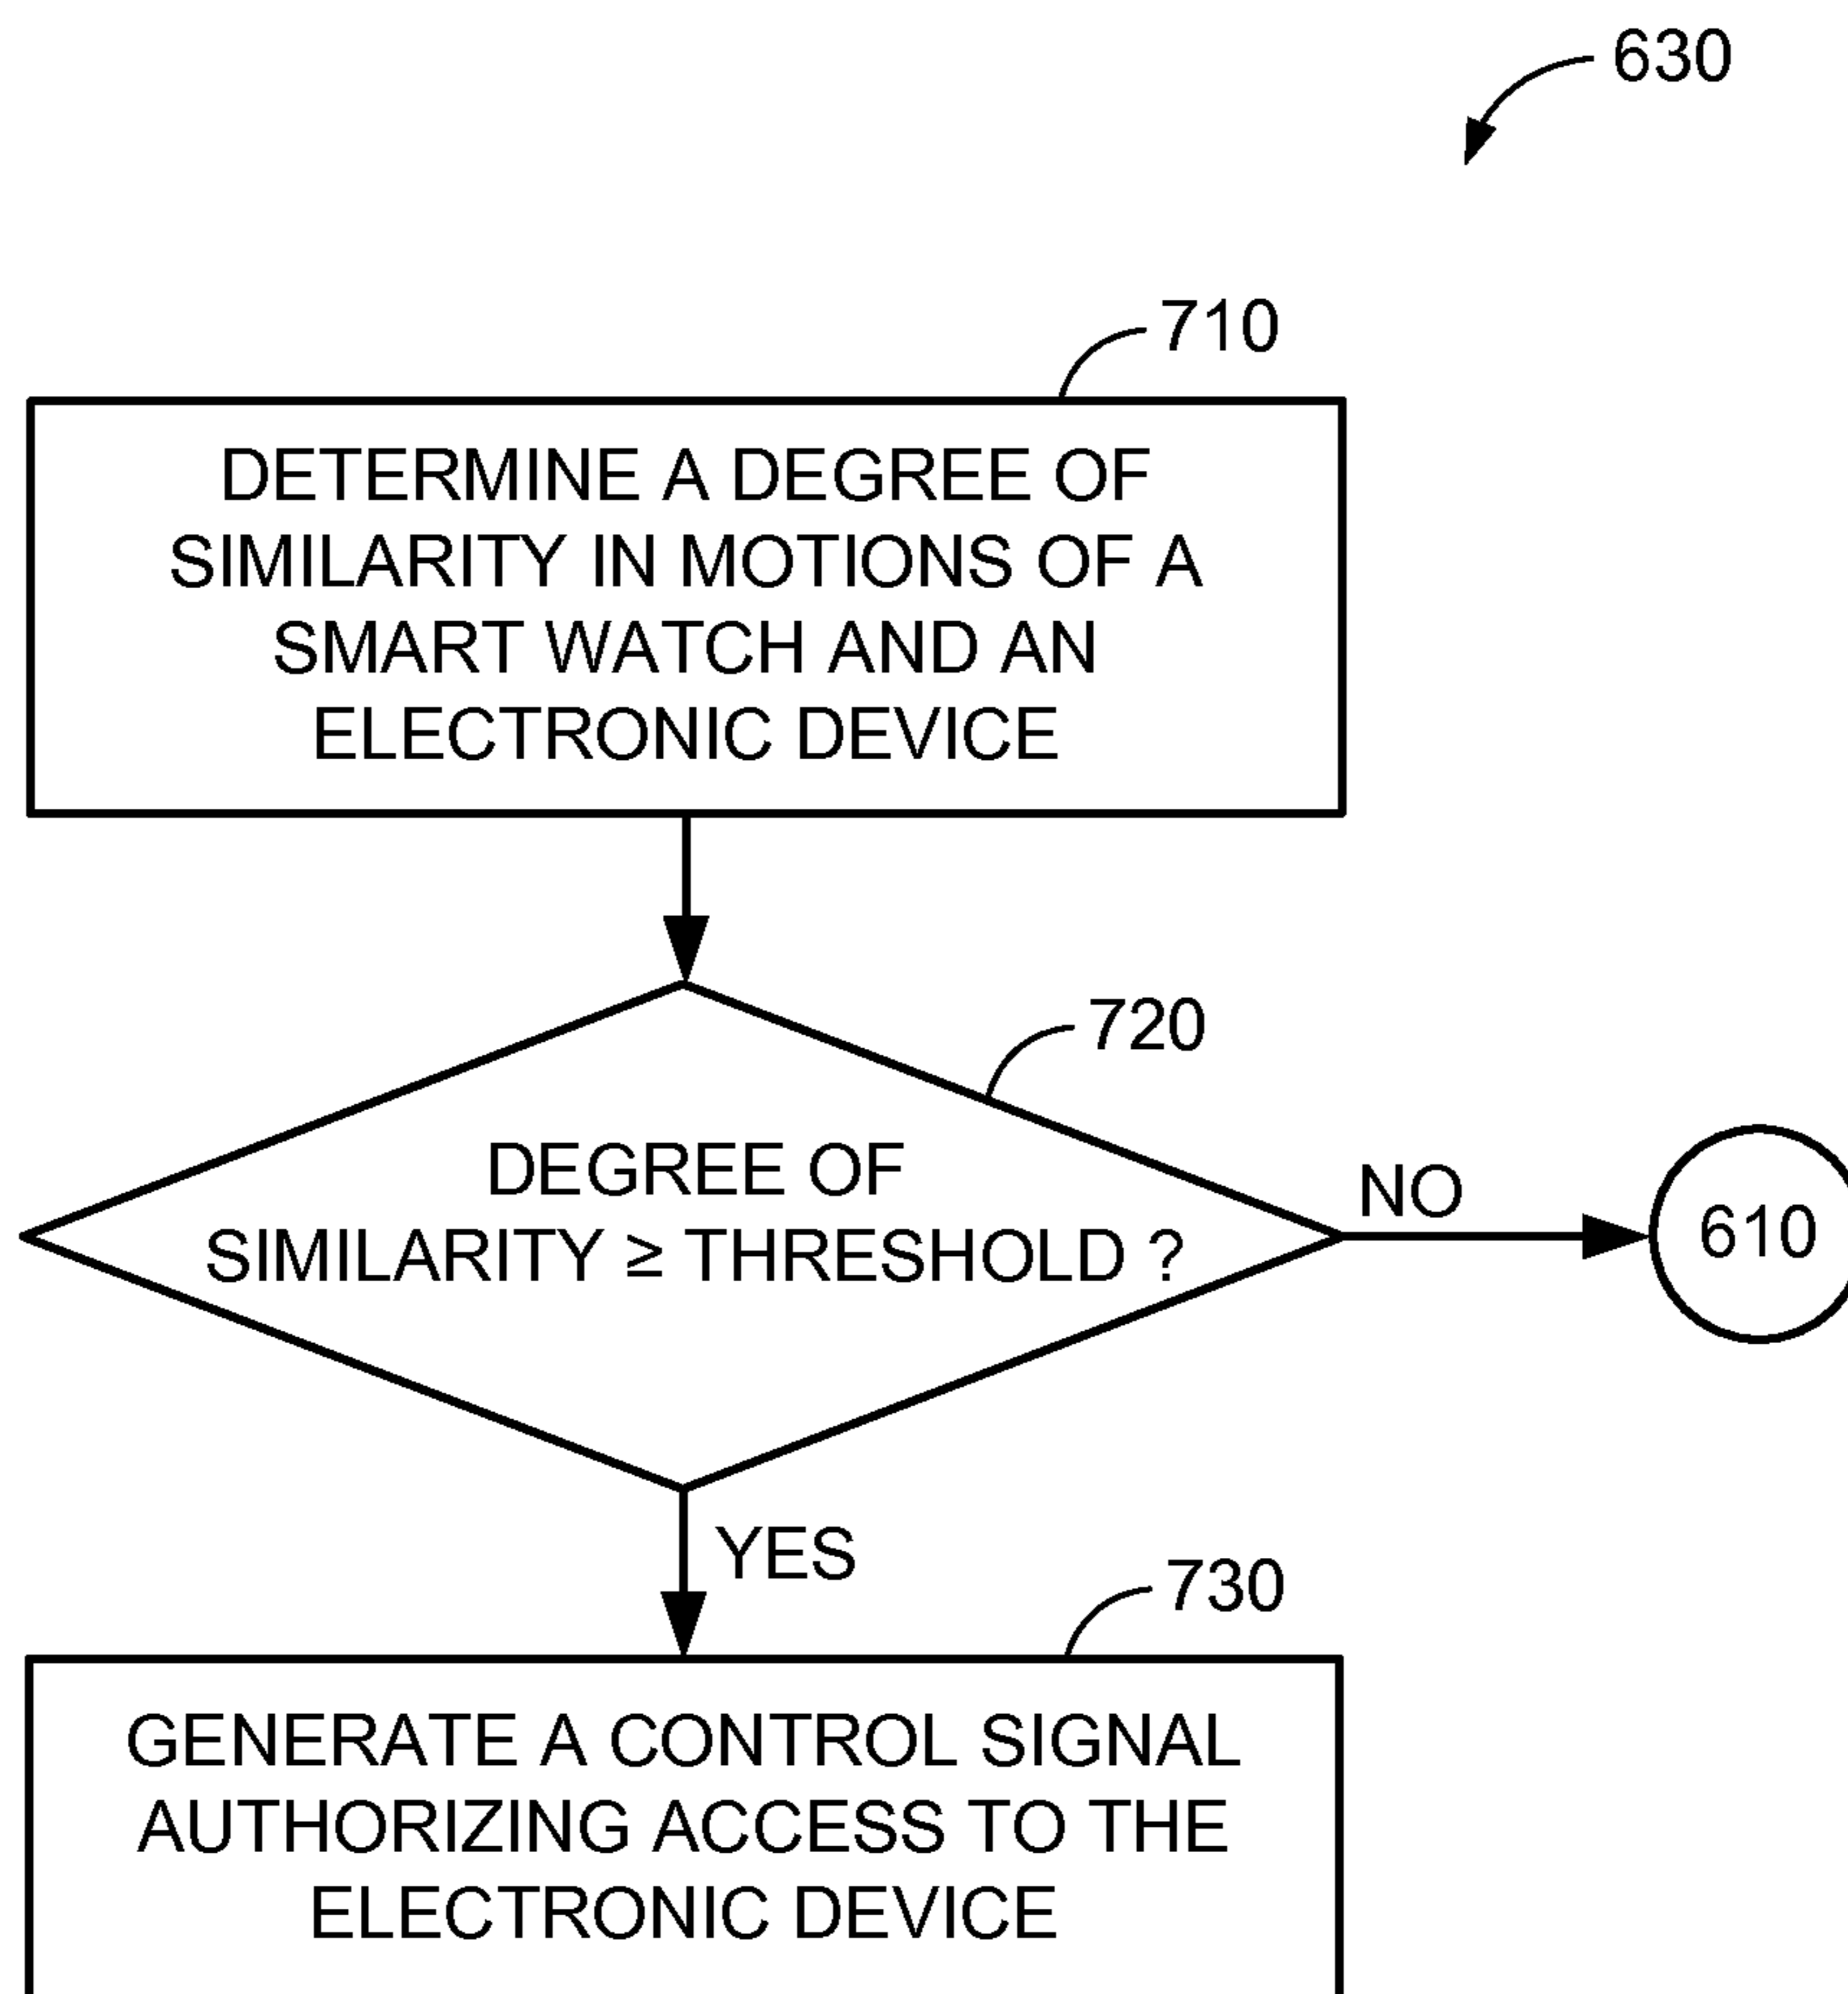 630
710
DETERMINE A DEGREE OF
SIMILARITY IN MOTIONS OF A
SMART WATCH AND AN
ELECTRONIC DEVICE
720
DEGREE OF
SIMILARITY ≥ THRESHOLD ?
NO
610
YES
730
GENERATE A CONTROL SIGNAL
AUTHORIZING ACCESS TO THE
ELECTRONIC DEVICE